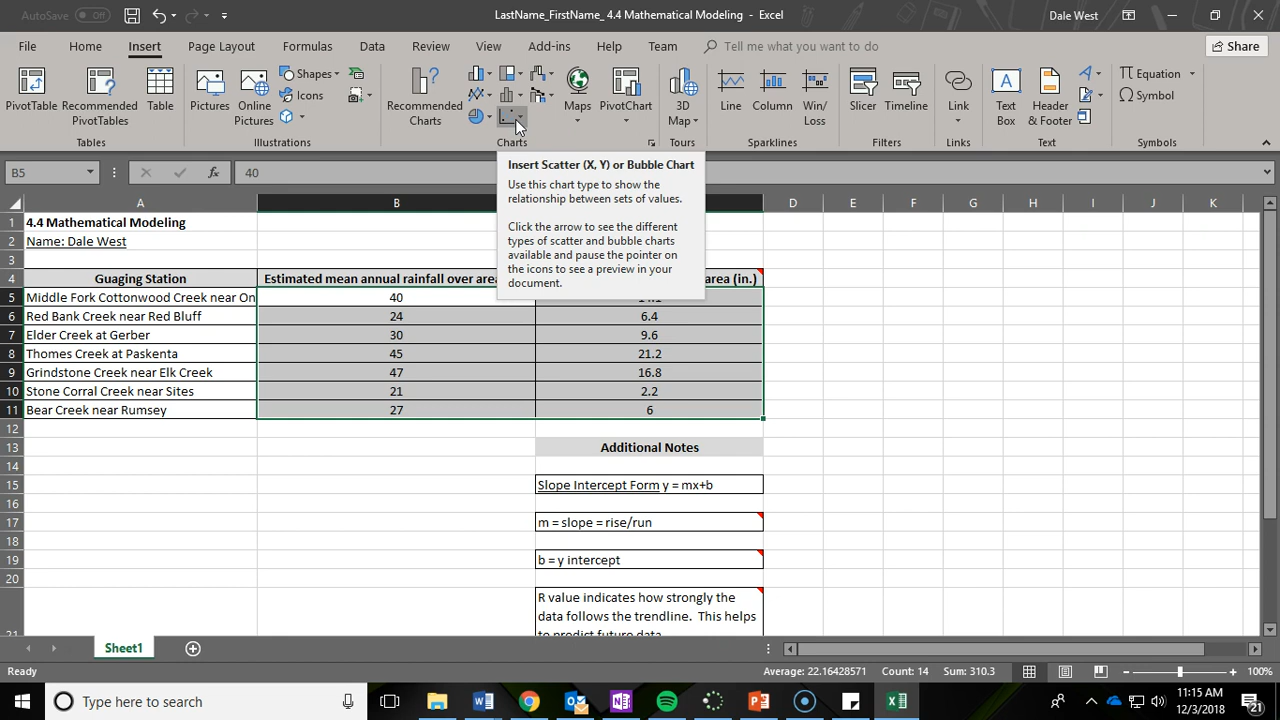 AutoSave Off
LastName_FirstName_ 4.4 Mathematical Modeling - Excel
Dale West
File Home Insert Page Layout Formulas Data Review View Add-ins Help Team Tell me what you want to do Share
PivotTable
Recommended PivotTables
Table
Tables
Pictures
Online Pictures
Shapes
Icons
Illustrations
Recommended Charts
Maps
PivotChart
Charts
3D Map
Tours
Line
Column
Win/Loss
Sparklines
Slicer
Timeline
Filters
Link
Links
Text Box
Header & Footer
Text
Equation
Symbol
Symbols
B5 fx 40
Insert Scatter (X, Y) or Bubble Chart
Use this chart type to show the
relationship between sets of values.
Click the arrow to see the different
types of scatter and bubble charts
available and pause the pointer on
the icons to see a preview in your
document.
A B D E F G H I J K
1 4.4 Mathematical Modeling
2 Name: Dale West
3
4 Guaging Station Estimated mean annual rainfall over area area (in.)
5 Middle Fork Cottonwood Creek near On 40
6 Red Bank Creek near Red Bluff 24 6.4
7 Elder Creek at Gerber 30 9.6
8 Thomes Creek at Paskenta 45 21.2
9 Grindstone Creek near Elk Creek 47 16.8
10 Stone Corral Creek near Sites 21 2.2
11 Bear Creek near Rumsey 27 6
12
13 Additional Notes
14
15 Slope Intercept Form y = mx+b
16
17 m = slope = rise/run
18
19 b = y intercept
20
R value indicates how strongly the
data follows the trendline. This helps
21 to predict future data
Sheet1
Ready Average: 22.16428571 Count: 14 Sum: 310.3 100%
Type here to search
11:15 AM
12/3/2018
21